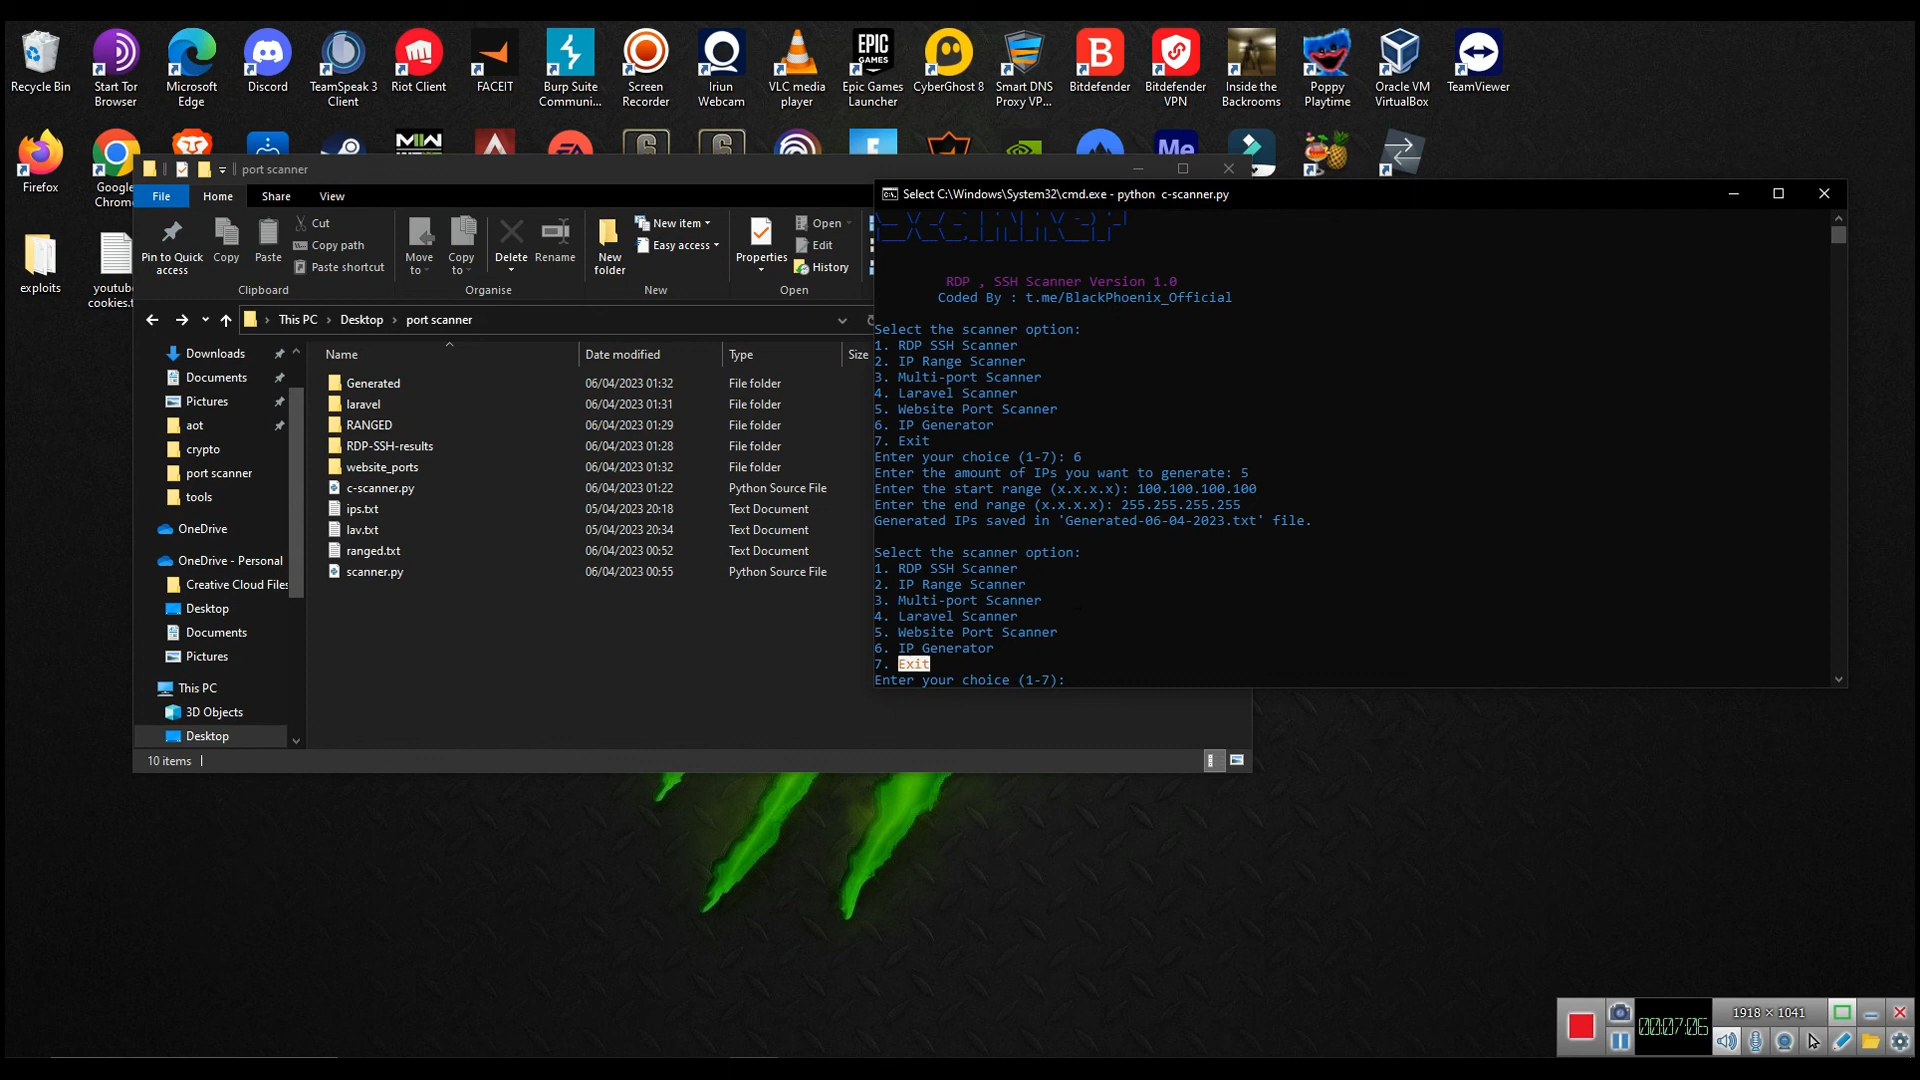 Recycle Bin
Start Tor Browser
Microsoft Edge
Discord
TeamSpeak 3 Client
Riot Client
FACEIT
Burp Suite Communi...
Screen Recorder
Iriun Webcam
VLC media player
EPIC GAMES
Epic Games Launcher
CyberGhost 8
Smart DNS Proxy VP...
B
Bitdefender
Bitdefender VPN
Inside the Backrooms
Poppy Playtime
Oracle VM VirtualBox
TeamViewer
Firefox
Google Chrom
MW
EA
6
6
Me
exploits
youtube
cookies.t
port scanner
File
Home
Share
View
Pin to Quick access
Copy
Paste
Cut
Copy path
Paste shortcut
Clipboard
Move to
Copy to
Delete
Rename
Organise
New folder
New item
Easy access
New
Properties
Open
Edit
History
Open
This PC > Desktop > port scanner
Name
Date modified
Type
Size
Generated 06/04/2023 01:32 File folder
laravel 06/04/2023 01:31 File folder
RANGED 06/04/2023 01:29 File folder
RDP-SSH-results 06/04/2023 01:28 File folder
website_ports 06/04/2023 01:32 File folder
c-scanner.py 06/04/2023 01:22 Python Source File
ips.txt 05/04/2023 20:18 Text Document
lav.txt 05/04/2023 20:34 Text Document
ranged.txt 06/04/2023 00:52 Text Document
scanner.py 06/04/2023 00:55 Python Source File
Downloads
Documents
Pictures
aot
crypto
port scanner
tools
OneDrive
OneDrive - Personal
Creative Cloud Files
Desktop
Documents
Pictures
This PC
3D Objects
Desktop
10 items
Select C:\Windows\System32\cmd.exe - python c-scanner.py
RDP , SSH Scanner Version 1.0
Coded By : t.me/BlackPhoenix_Official
Select the scanner option:
1. RDP SSH Scanner
2. IP Range Scanner
3. Multi-port Scanner
4. Laravel Scanner
5. Website Port Scanner
6. IP Generator
7. Exit
Enter your choice (1-7): 6
Enter the amount of IPs you want to generate: 5
Enter the start range (x.x.x.x): 100.100.100.100
Enter the end range (x.x.x.x): 255.255.255.255
Generated IPs saved in 'Generated-06-04-2023.txt' file.
Select the scanner option:
1. RDP SSH Scanner
2. IP Range Scanner
3. Multi-port Scanner
4. Laravel Scanner
5. Website Port Scanner
6. IP Generator
7. Exit
Enter your choice (1-7):
1918 × 1041
00:07:06